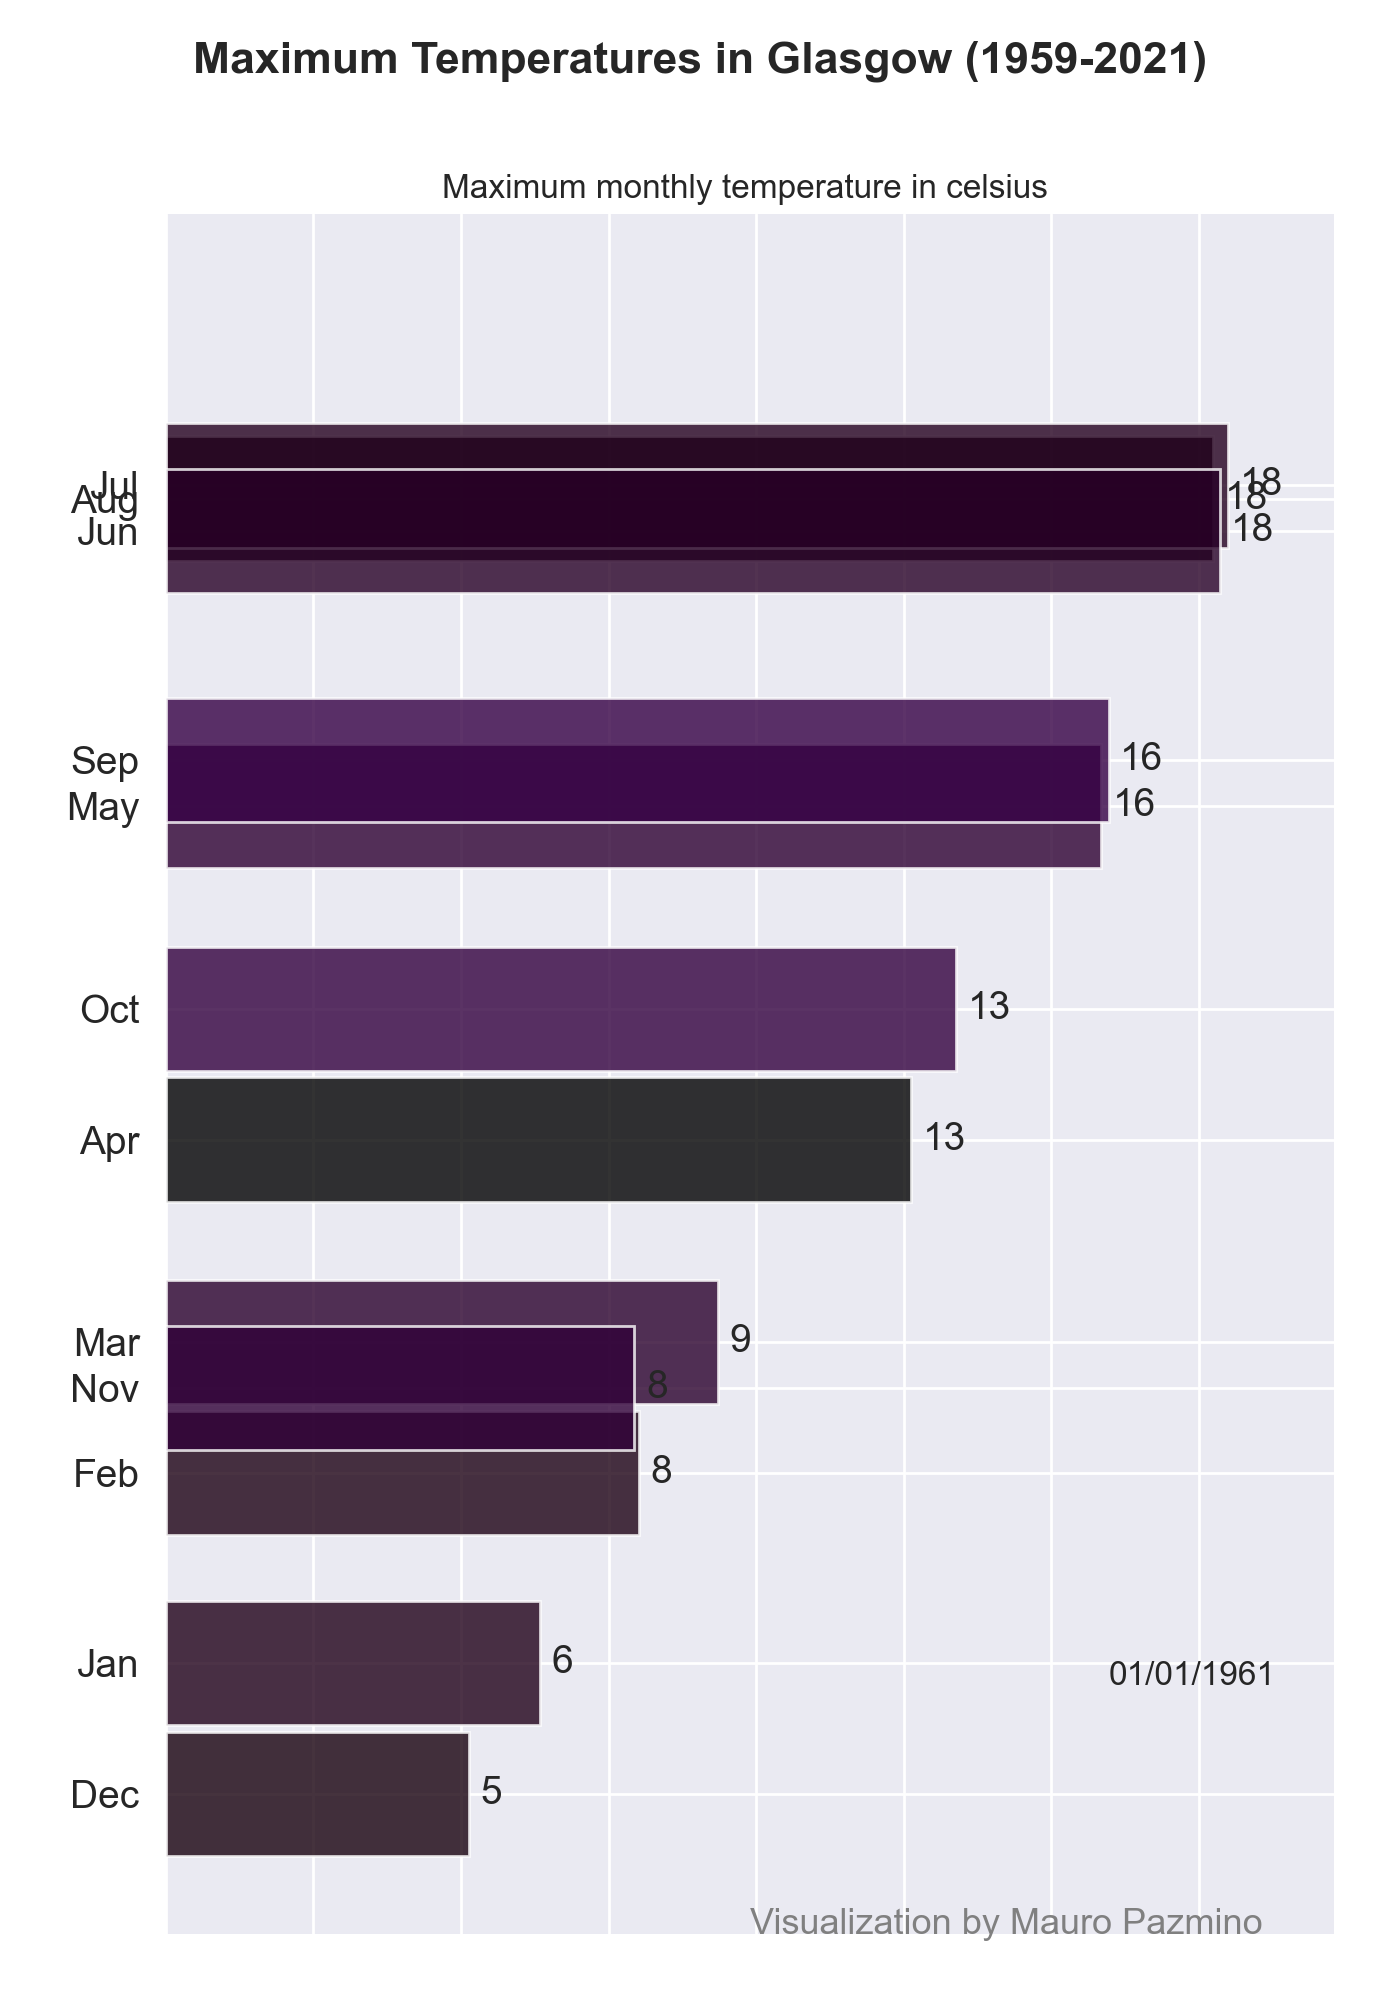 Maximum Temperatures in Glasgow (1959-2021)
Maximum monthly temperature in celsius
Jul 18
Aug 18
Jun 18
Sep 16
May 16
Oct 13
Apr 13
Mar 9
Nov 8
Feb 8
Jan 6
01/01/1961
Dec 5
Visualization by Mauro Pazmino